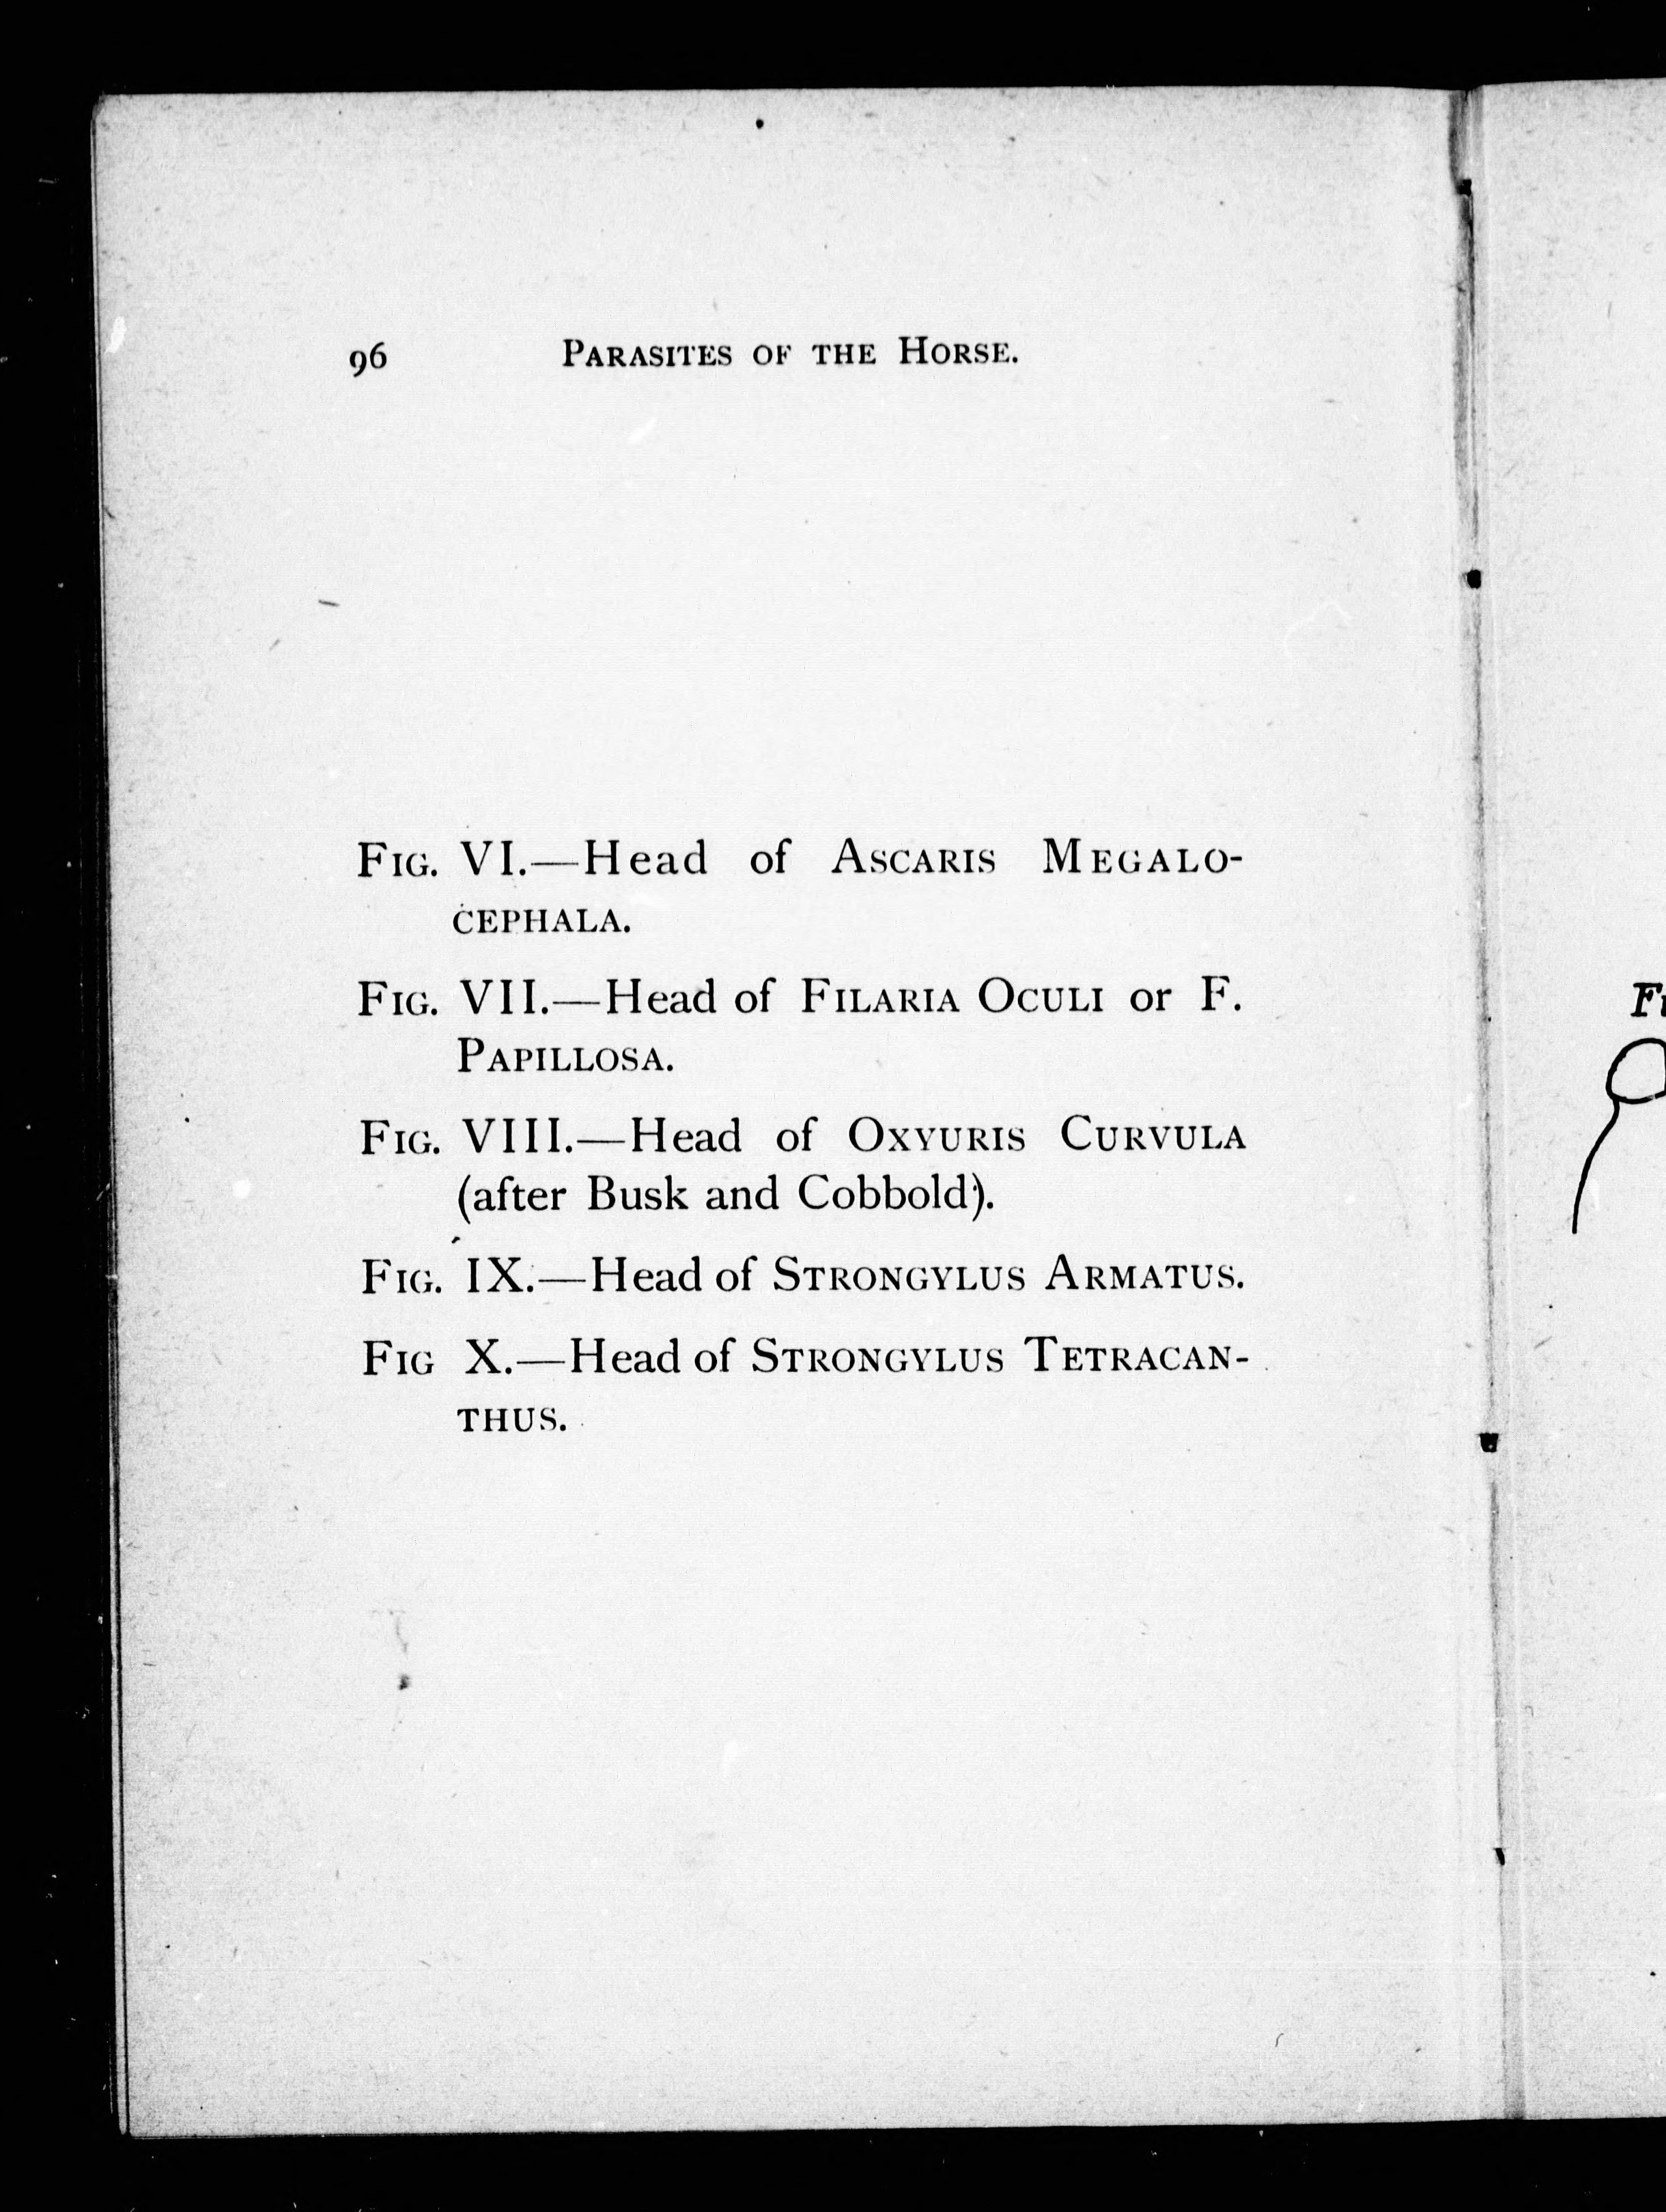 96 Parasites of the Horse.
Fig. VI.—Head of Ascaris Megalo-
cephala.
Fig. VII.—Head of Filaria Oculi or F.
Papillosa.
Fig. VIII.—Head of Oxyuris Curvula
(after Busk and Cobbold).
Fig. IX.—Head of Strongylus Armatus.
Fig X.—Head of Strongylus Tetracan-
thus.